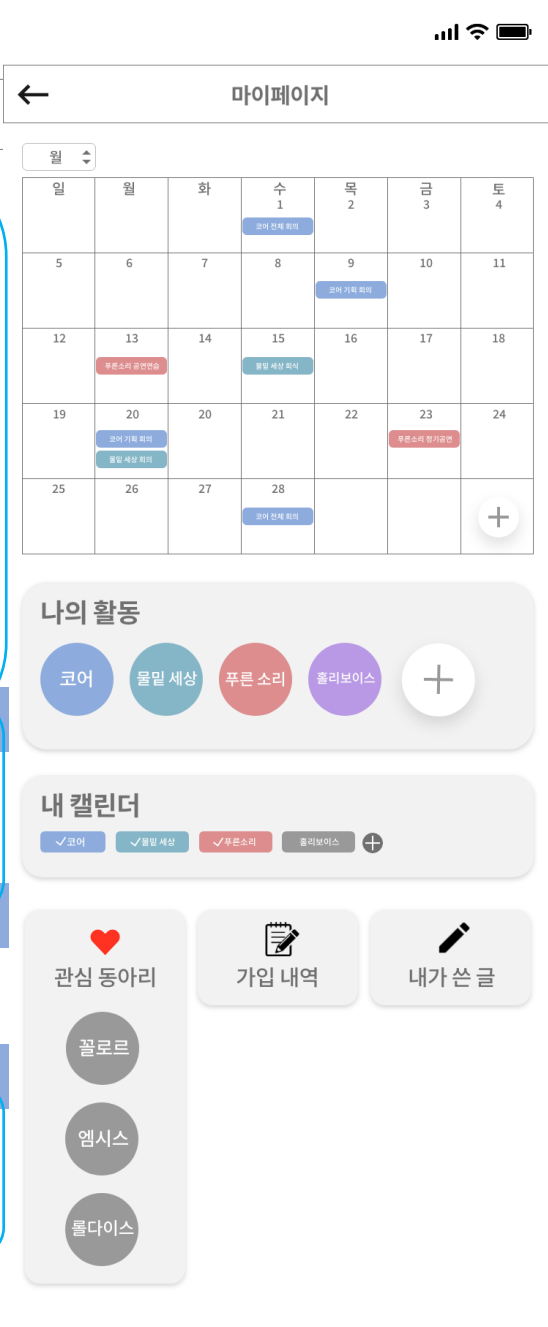 마이페이지
월
일 월 화 수 목 금 토
1 2 3 4
코어 전체 회의
5 6 7 8 9 10 11
코어 기획 회의
12 13 14 15 16 17 18
푸른소리 공연연습 물밑 세상 회식
19 20 20 21 22 23 24
코어 기획 회의 푸른소리 정기공연
물밑 세상 회의
25 26 27 28
코어 전체 회의
나의 활동
코어 물밑 세상 푸른 소리 홀리보이스
내 캘린더
코어 물밑 세상 푸른소리 홀리보이스
관심 동아리 가입 내역 내가 쓴 글
꼴로르
엠시스
롤다이스